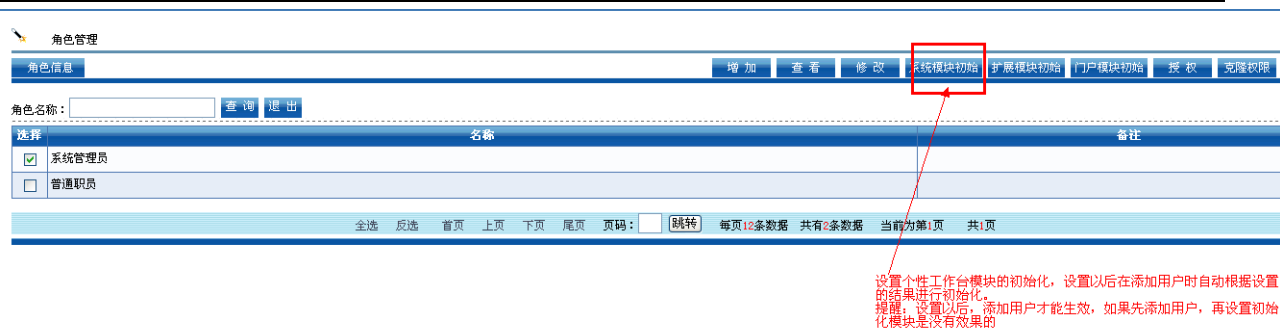 角色管理
角色信息 增 加 查 看 修 改 系统模块初始 扩展模块初始 门户模块初始 授 权 克隆权限
角色名称： 查 询 退 出
选择 名称 备注
系统管理员
普通职员
全选 反选 首页 上页 下页 尾页 页码： 跳转 每页12条数据 共有2条数据 当前为第1页 共1页
设置个性工作台模块的初始化，设置以后在添加用户时自动根据设置
的结果进行初始化。
提醒：设置以后，添加用户才能生效，如果先添加用户，再设置初始
化模块是没有效果的